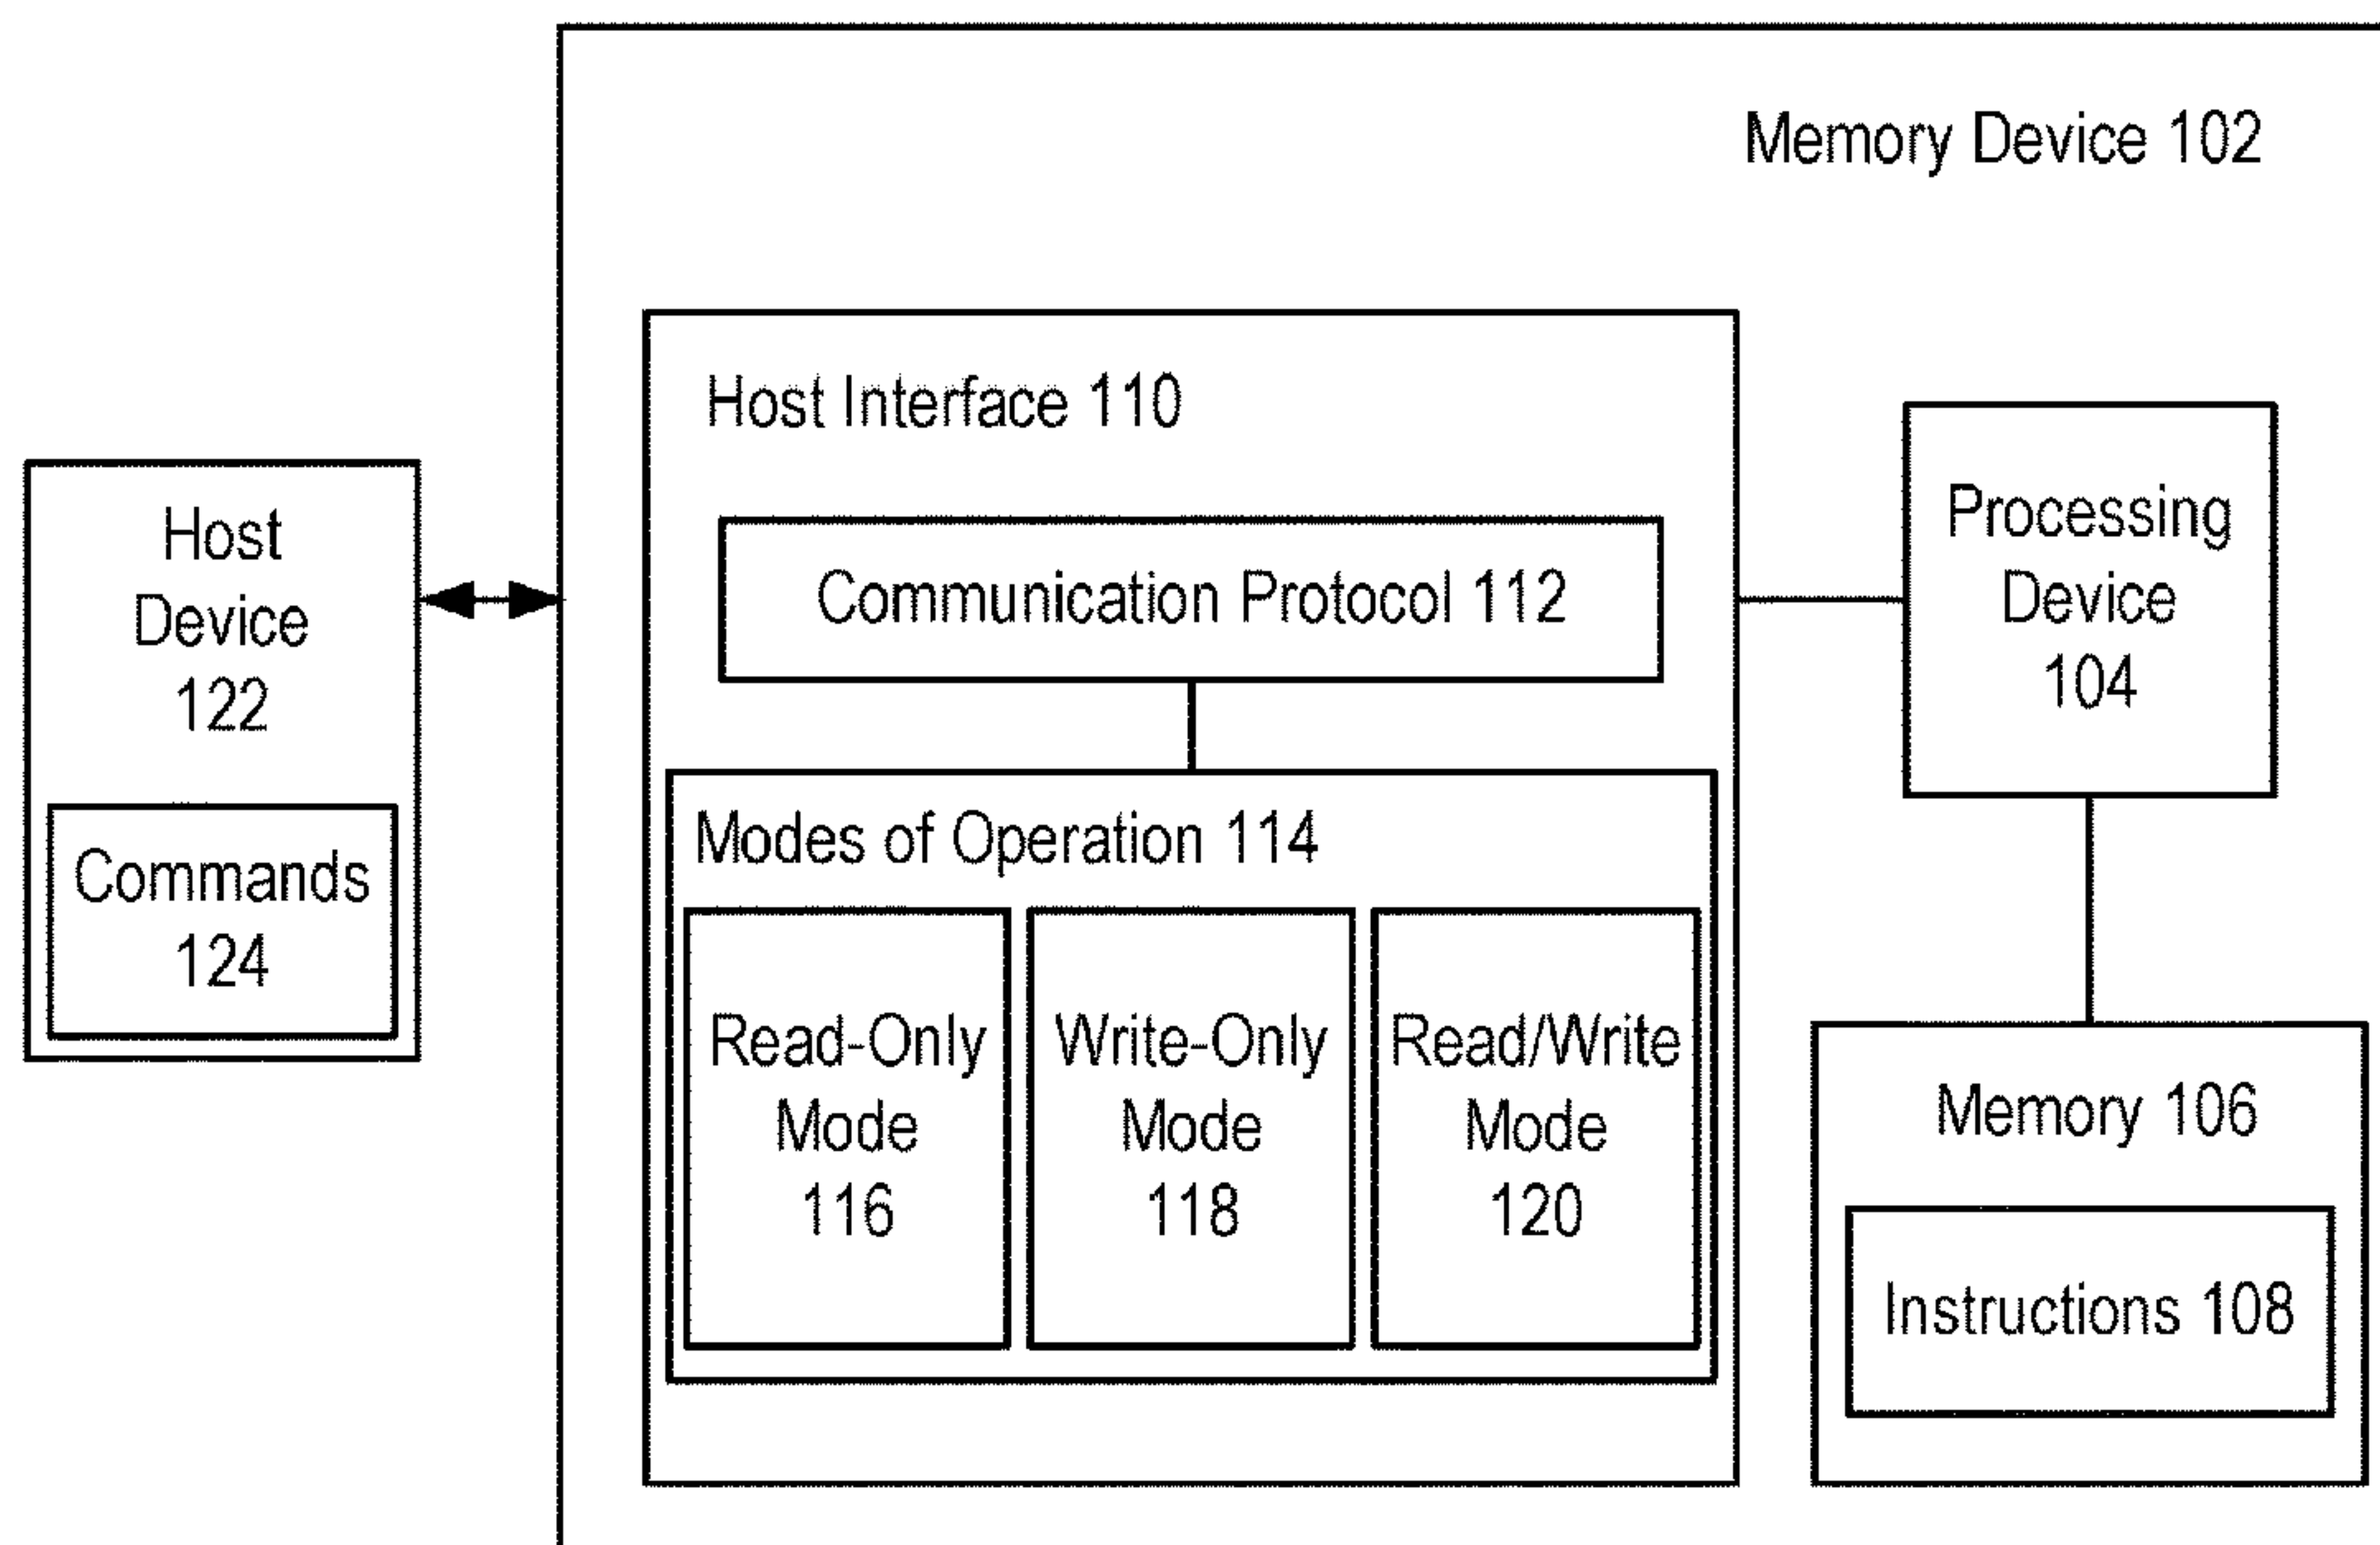 Memory Device 102
Host Interface 110
Communication Protocol 112
Modes of Operation 114
Read-Only
Mode
116
Write-Only
Mode
118
Read/Write
Mode
120
Host
Device
122
Commands
124
Processing
Device
104
Memory 106
Instructions 108